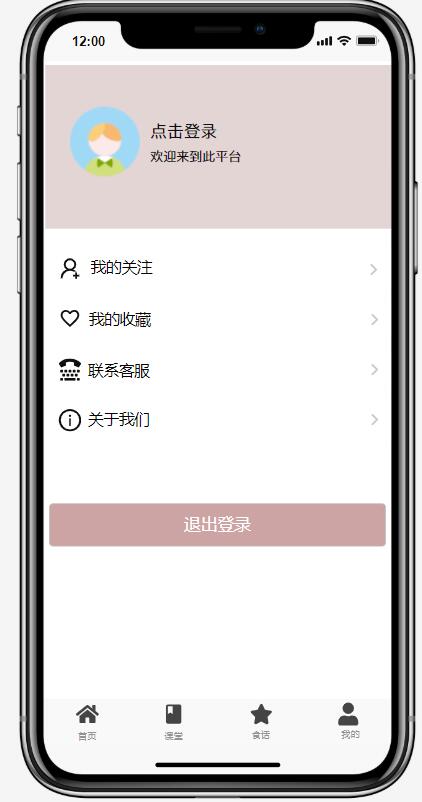 12:00
点击登录
欢迎来到此平台
我的关注
我的收藏
联系客服
关于我们
退出登录
首页
课堂
食话
我的